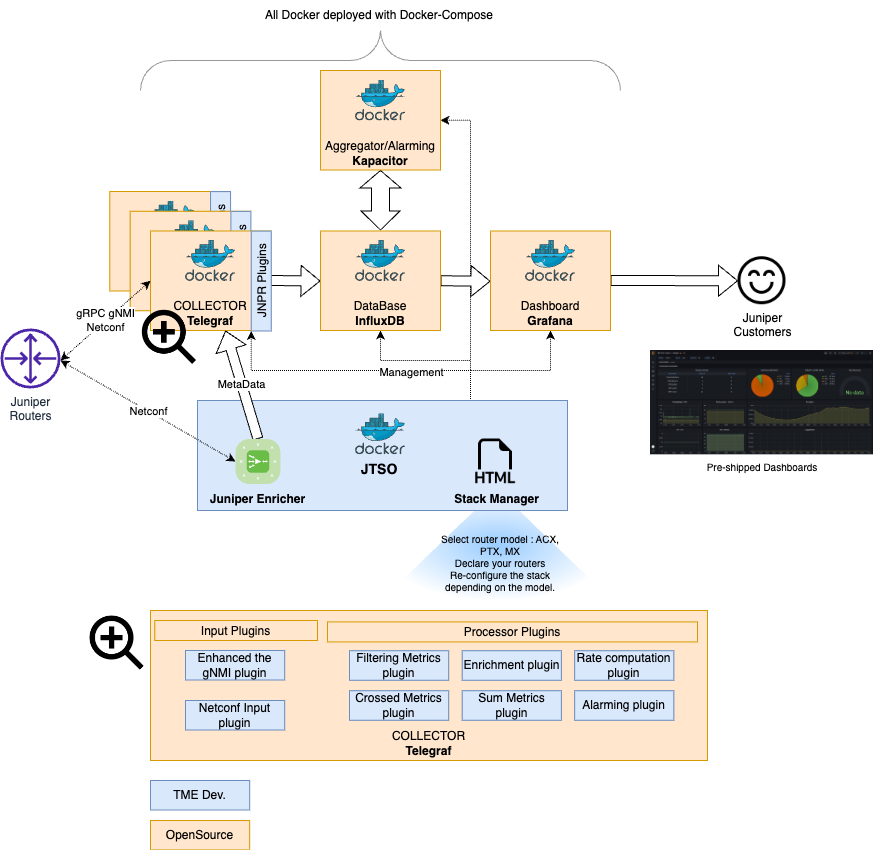 All Docker deployed with Docker-Compose
docker
Aggregator/Alarming
Kapacitor
s
s
JNPR Plugins
docker
COLLECTOR
Telegraf
docker
DataBase
InfluxDB
docker
Dashboard
Grafana
Juniper
Customers
gRPC gNMI
Netconf
Juniper
Routers
MetaData
Management
Netconf
docker
JTSO
Juniper Enricher
HTML
Stack Manager
No data
Pre-shipped Dashboards
Select router model : ACX,
PTX, MX
Declare your routers
Re-configure the stack
depending on the model.
Input Plugins
Processor Plugins
Enhanced the
gNMI plugin
Filtering Metrics
plugin
Enrichment plugin
Rate computation
plugin
Netconf Input
plugin
Crossed Metrics
plugin
Sum Metrics
plugin
Alarming plugin
COLLECTOR
Telegraf
TME Dev.
OpenSource